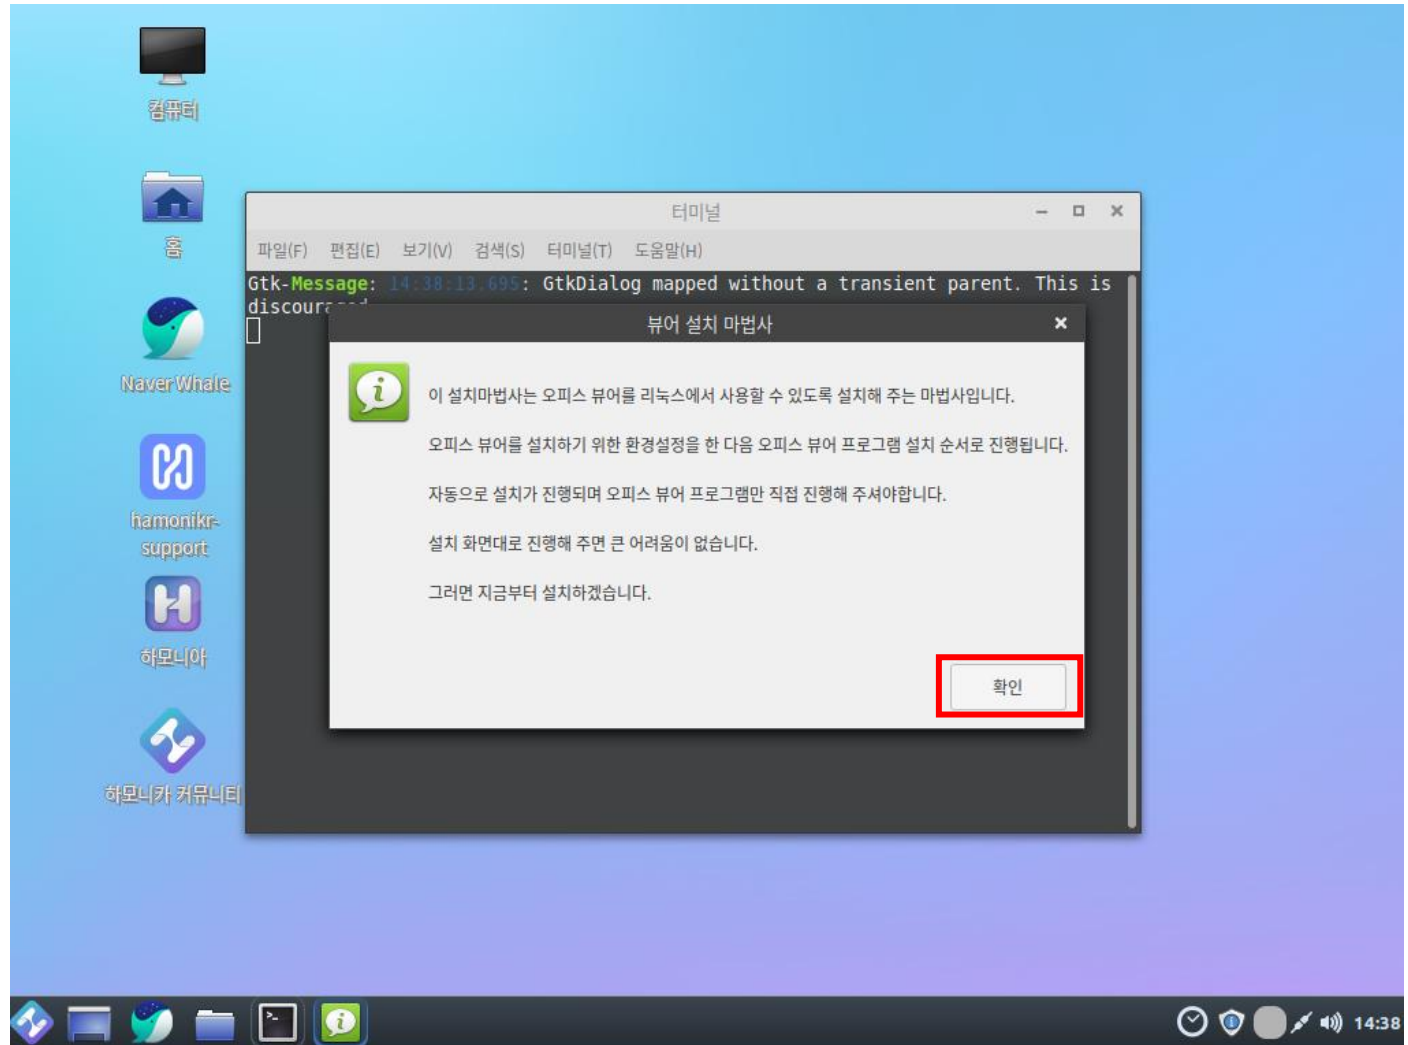 컴퓨터
홈
Naver Whale
hamonikr-
support
하모니아
하모니카 커뮤니티
터미널
파일(F) 편집(E) 보기(V) 검색(S) 터미널(T) 도움말(H)
Gtk-Message: 14:38:13.695: GtkDialog mapped without a transient parent. This is
뷰어 설치 마법사
이 설치마법사는 오피스 뷰어를 리눅스에서 사용할 수 있도록 설치해 주는 마법사입니다.
오피스 뷰어를 설치하기 위한 환경설정을 한 다음 오피스 뷰어 프로그램 설치 순서로 진행됩니다.
자동으로 설치가 진행되며 오피스 뷰어 프로그램만 직접 진행해 주셔야합니다.
설치 화면대로 진행해 주면 큰 어려움이 없습니다.
그러면 지금부터 설치하겠습니다.
확인
14:38